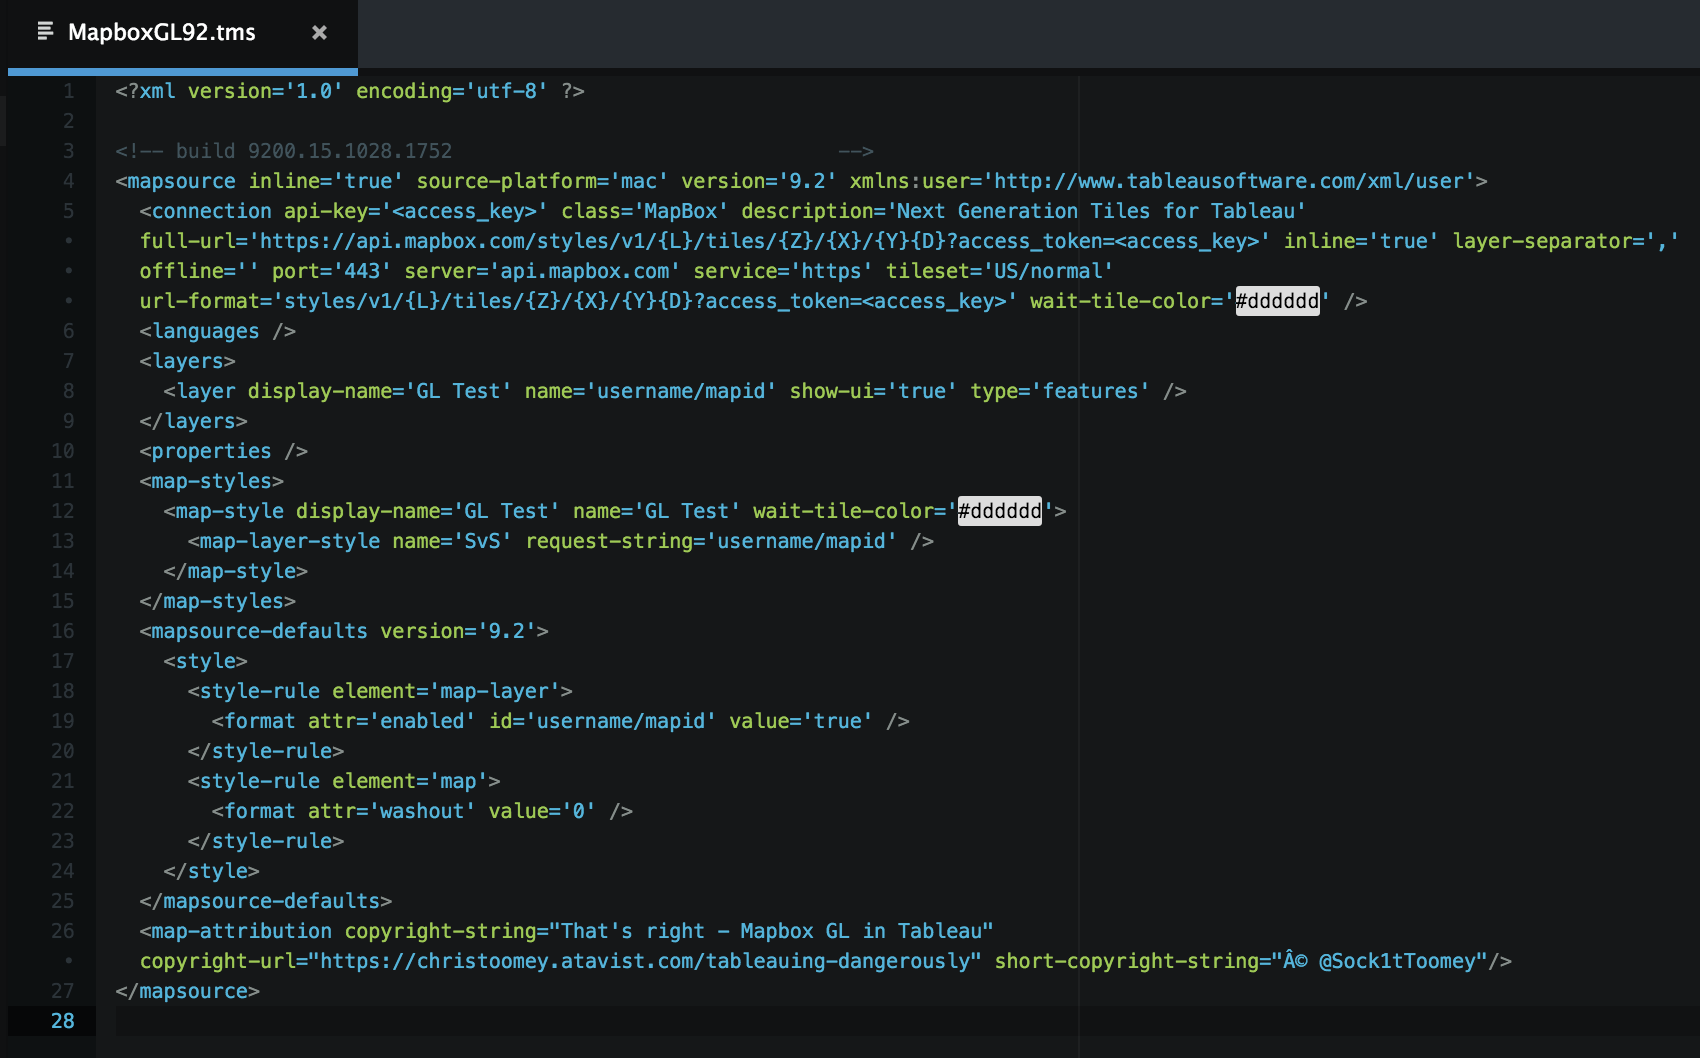 MapboxGL92.tms ×
1 <?xml version='1.0' encoding='utf-8' ?>
2
3 <!-- build 9200.15.1028.1752                                -->
4 <mapsource inline='true' source-platform='mac' version='9.2' xmlns:user='http://www.tableausoftware.com/xml/user'>
5   <connection api-key='<access_key>' class='MapBox' description='Next Generation Tiles for Tableau'
•   full-url='https://api.mapbox.com/styles/v1/{L}/tiles/{Z}/{X}/{Y}{D}?access_token=<access_key>' inline='true' layer-separator=','
•   offline='' port='443' server='api.mapbox.com' service='https' tileset='US/normal'
•   url-format='styles/v1/{L}/tiles/{Z}/{X}/{Y}{D}?access_token=<access_key>' wait-tile-color='#dddddd' />
6   <languages />
7   <layers>
8     <layer display-name='GL Test' name='username/mapid' show-ui='true' type='features' />
9   </layers>
10   <properties />
11   <map-styles>
12     <map-style display-name='GL Test' name='GL Test' wait-tile-color='#dddddd'>
13       <map-layer-style name='SvS' request-string='username/mapid' />
14     </map-style>
15   </map-styles>
16   <mapsource-defaults version='9.2'>
17     <style>
18       <style-rule element='map-layer'>
19         <format attr='enabled' id='username/mapid' value='true' />
20       </style-rule>
21       <style-rule element='map'>
22         <format attr='washout' value='0' />
23       </style-rule>
24     </style>
25   </mapsource-defaults>
26   <map-attribution copyright-string="That's right - Mapbox GL in Tableau"
•   copyright-url="https://christoomey.atavist.com/tableauing-dangerously" short-copyright-string="Â© @Sock1tToomey"/>
27 </mapsource>
28